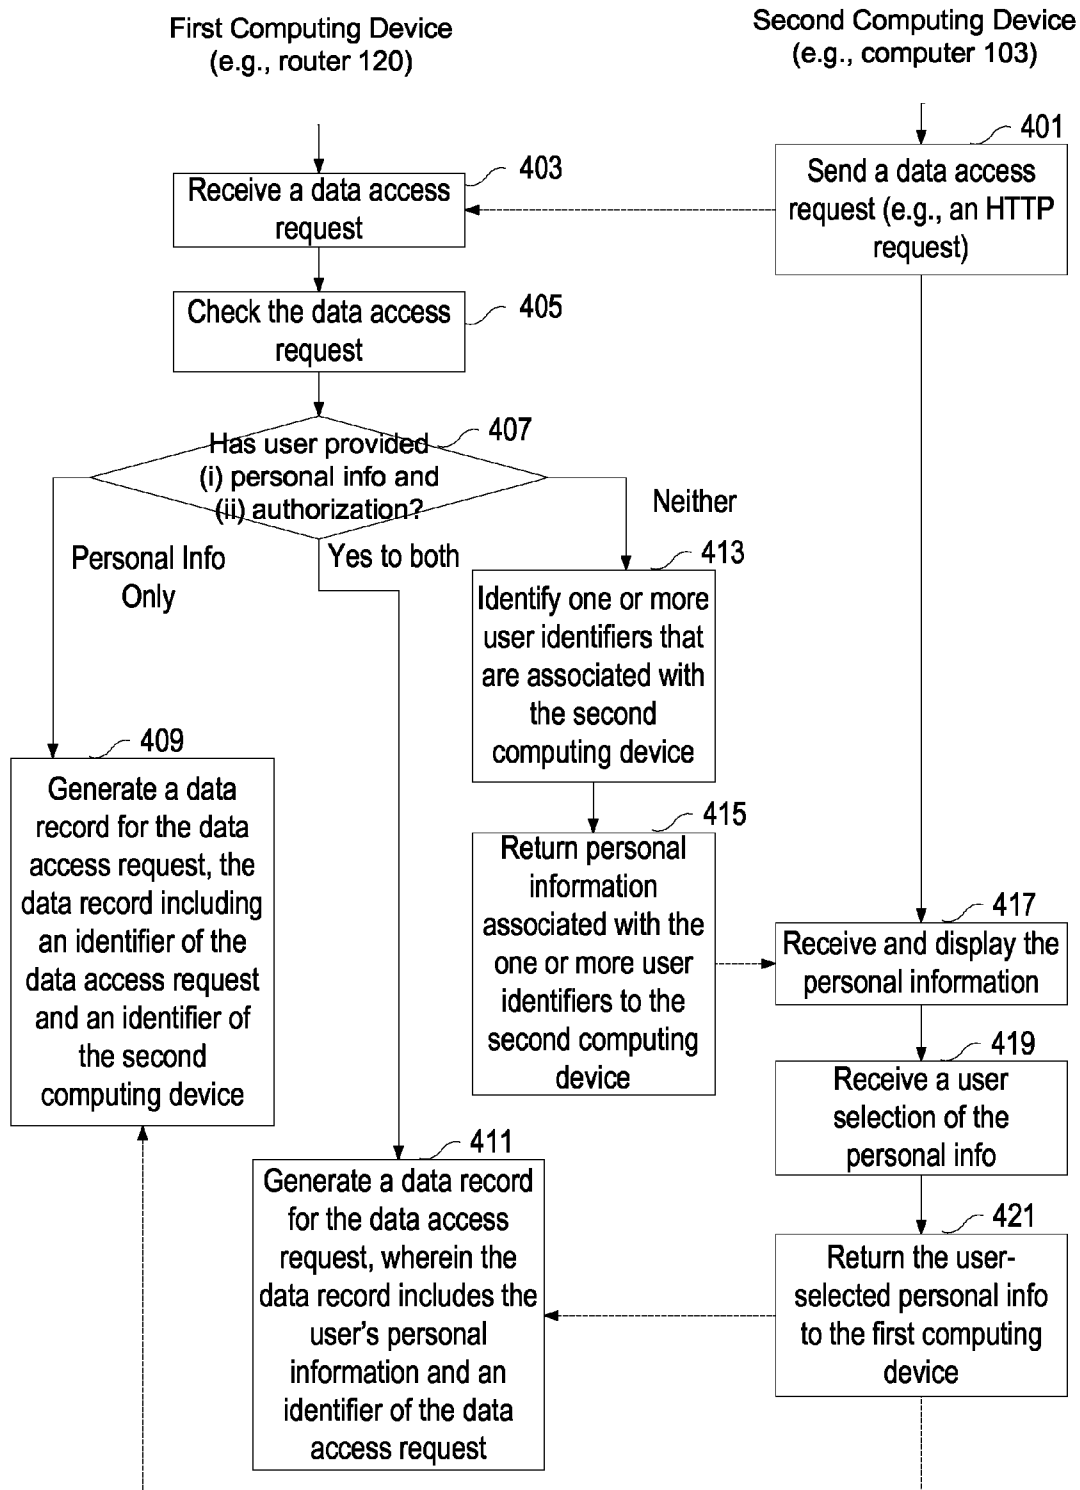 First Computing Device
(e.g., router 120)
Second Computing Device
(e.g., computer 103)
401
Send a data access
request (e.g., an HTTP
request)
403
Receive a data access
request
405
Check the data access
request
407
Has user provided
(i) personal info and
(ii) authorization?
Neither
Personal Info
Only
Yes to both
413
Identify one or more
user identifiers that
are associated with
the second
computing device
409
Generate a data
record for the data
access request, the
data record including
an identifier of the
data access request
and an identifier of
the second
computing device
415
Return personal
information
associated with the
one or more user
identifiers to the
second computing
device
417
Receive and display the
personal information
419
Receive a user
selection of the
personal info
411
Generate a data record
for the data access
request, wherein the
data record includes the
user's personal
information and an
identifier of the data
access request
421
Return the user-
selected personal info
to the first computing
device